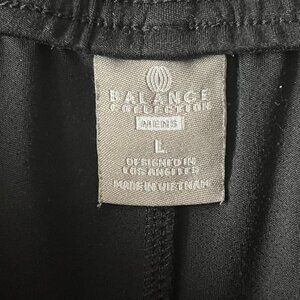 BALANCE
COLLECTION
MENS
L
DESIGNED IN
LOS ANGELES
MADE IN VIETNAM